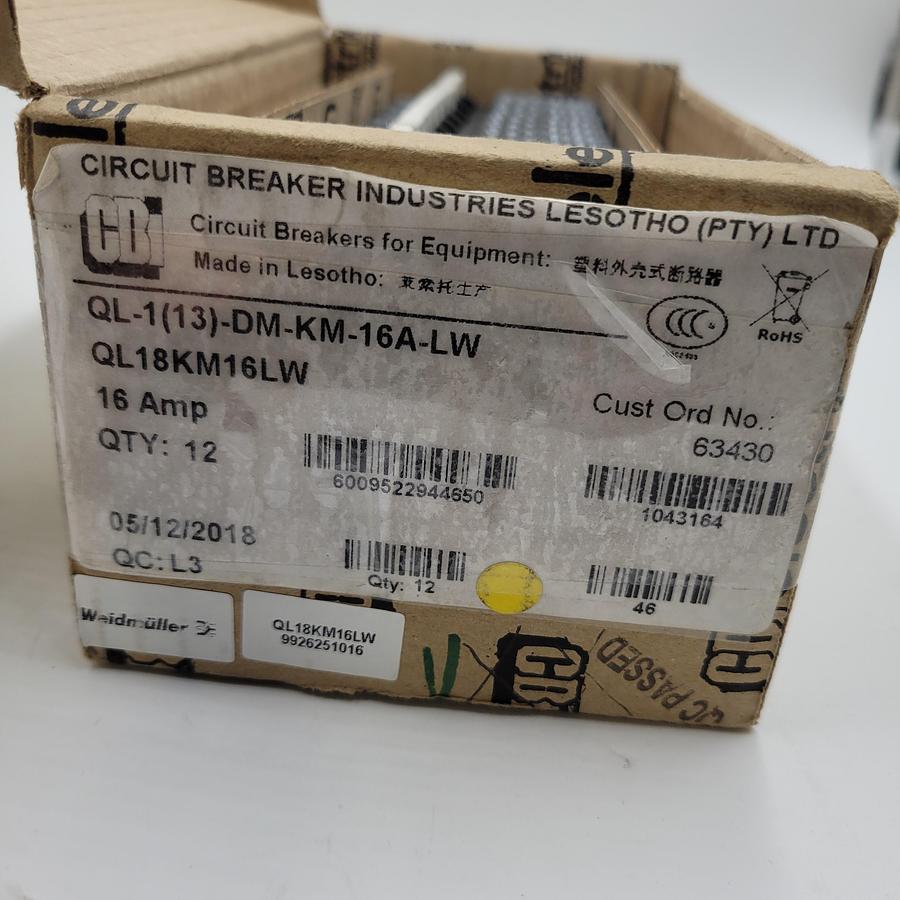 CIRCUIT BREAKER INDUSTRIES LESOTHO (PTY) LTD
CBI
Circuit Breakers for Equipment: 塑料外壳式断路器
Made in Lesotho: 莱索托生产
QL-1(13)-DM-KM-16A-LW
CCC
RoHS
QL18KM16LW
16 Amp
Cust Ord No.:
63430
QTY: 12
6009522944650
1043164
05/12/2018
QC: L3
Qty: 12
46
Weidmüller
QL18KM16LW
9926251016
CBI
QC PASSED